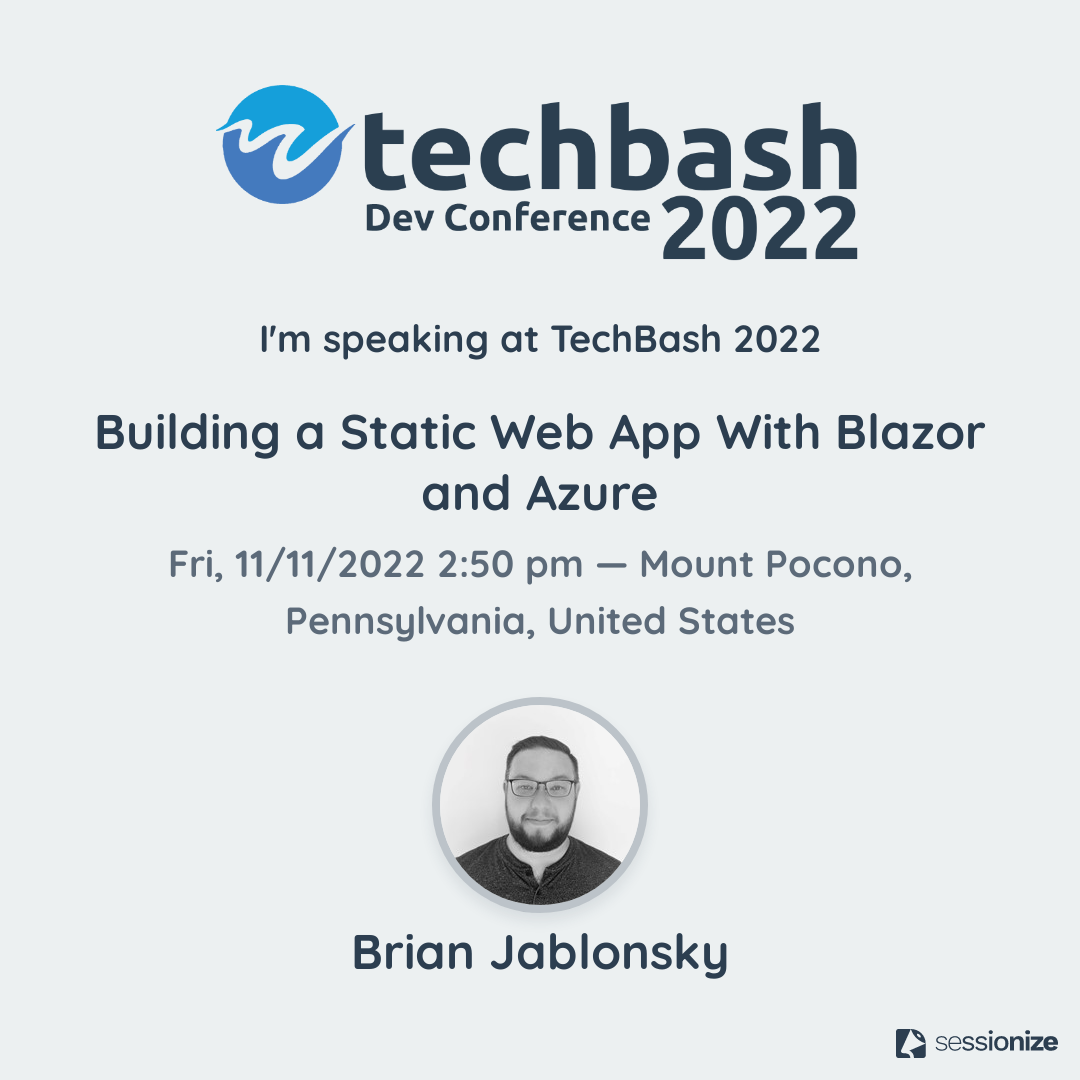 techbash
Dev Conference 2022
I'm speaking at TechBash 2022
Building a Static Web App With Blazor
and Azure
Fri, 11/11/2022 2:50 pm — Mount Pocono,
Pennsylvania, United States
Brian Jablonsky
sessionize